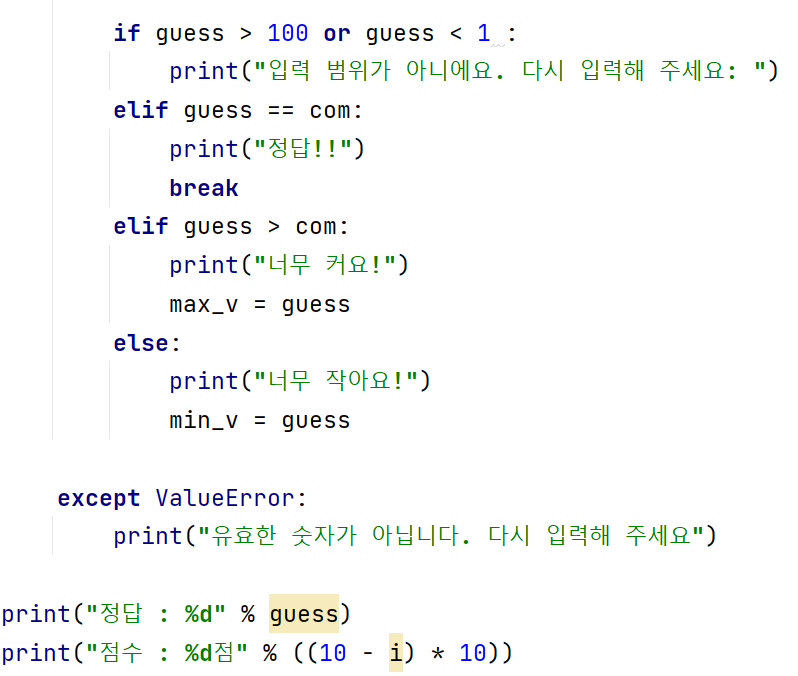 if guess > 100 or guess < 1 :
print("입력 범위가 아니에요. 다시 입력해 주세요: ")
elif guess == com:
print("정답!!")
break
elif guess > com:
print("너무 커요!")
max_v = guess
else:
print("너무 작아요!")
min_v = guess
except ValueError:
print("유효한 숫자가 아닙니다. 다시 입력해 주세요")
print("정답 : %d" % guess)
print("점수 : %d점" % ((10 - i) * 10))